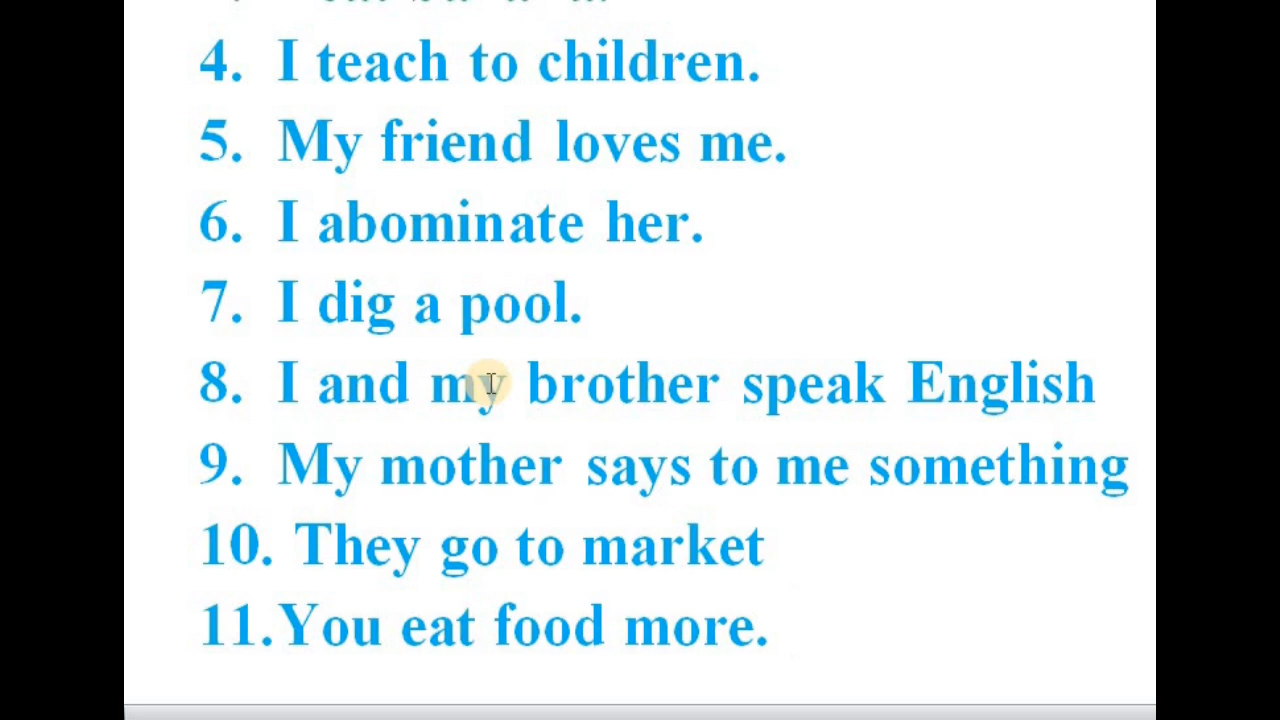 4. I teach to children.
5. My friend loves me.
6. I abominate her.
7. I dig a pool.
8. I and my brother speak English
9. My mother says to me something
10. They go to market
11. You eat food more.